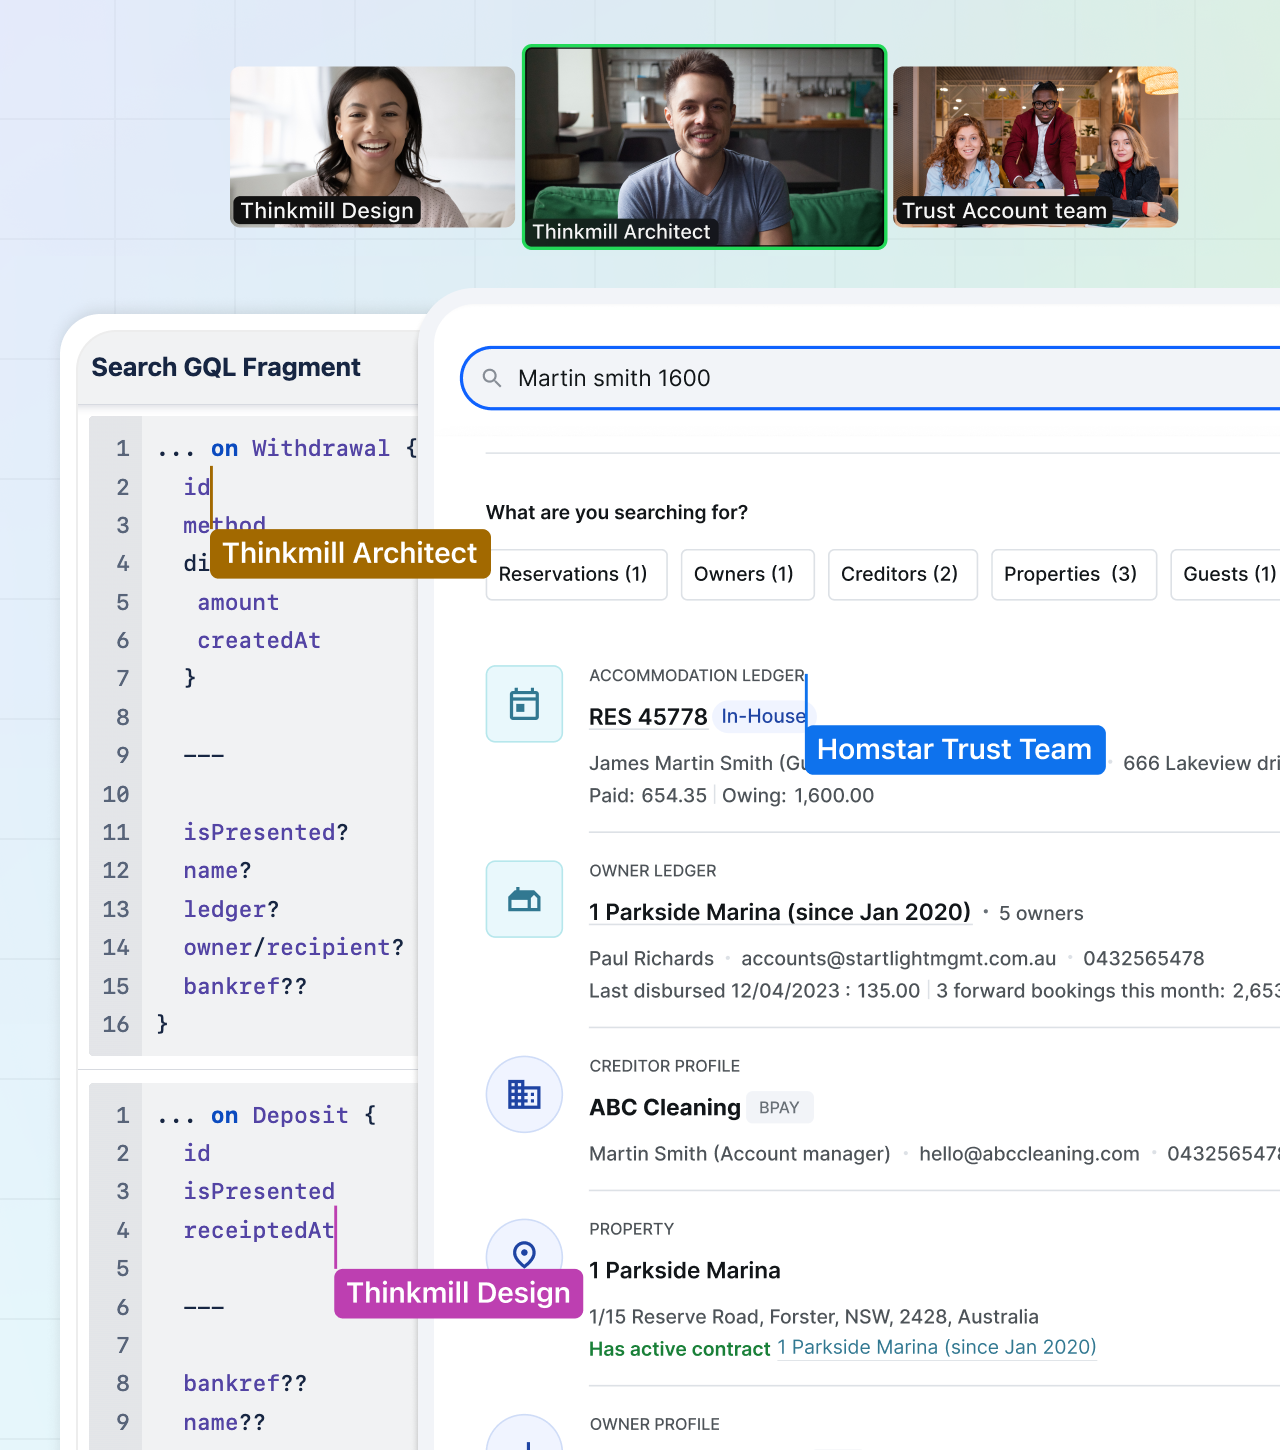 Thinkmill Design
Thinkmill Architect
Trust Account team
Search GQL Fragment
1 ... on Withdrawal {
2 id
3 method
4 di
5 amount
6 createdAt
7 }
8
9 ---
10
11 isPresented?
12 name?
13 ledger?
14 owner/recipient?
15 bankref??
16 }
Thinkmill Architect
1 ... on Deposit {
2 id
3 isPresented
4 receiptedAt
5
6 ---
7
8 bankref??
9 name??
Thinkmill Design
Martin smith 1600
What are you searching for?
Reservations (1) Owners (1) Creditors (2) Properties (3) Guests (1)
ACCOMMODATION LEDGER
RES 45778 In-House
Homstar Trust Team
James Martin Smith (Gu · 666 Lakeview dri
Paid: 654.35 | Owing: 1,600.00
OWNER LEDGER
1 Parkside Marina (since Jan 2020) · 5 owners
Paul Richards · accounts@startlightmgmt.com.au · 0432565478
Last disbursed 12/04/2023 : 135.00 | 3 forward bookings this month: 2,653
CREDITOR PROFILE
ABC Cleaning BPAY
Martin Smith (Account manager) · hello@abccleaning.com · 0432565478
PROPERTY
1 Parkside Marina
1/15 Reserve Road, Forster, NSW, 2428, Australia
Has active contract 1 Parkside Marina (since Jan 2020)
OWNER PROFILE